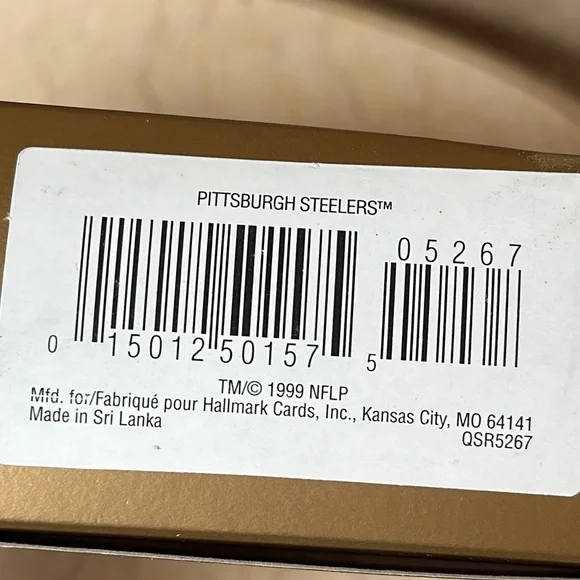 PITTSBURGH STEELERS™
05267
0 15012 50157 5
TM/© 1999 NFLP
Mfd. for/Fabriqué pour Hallmark Cards, Inc., Kansas City, MO 64141
Made in Sri Lanka
QSR5267